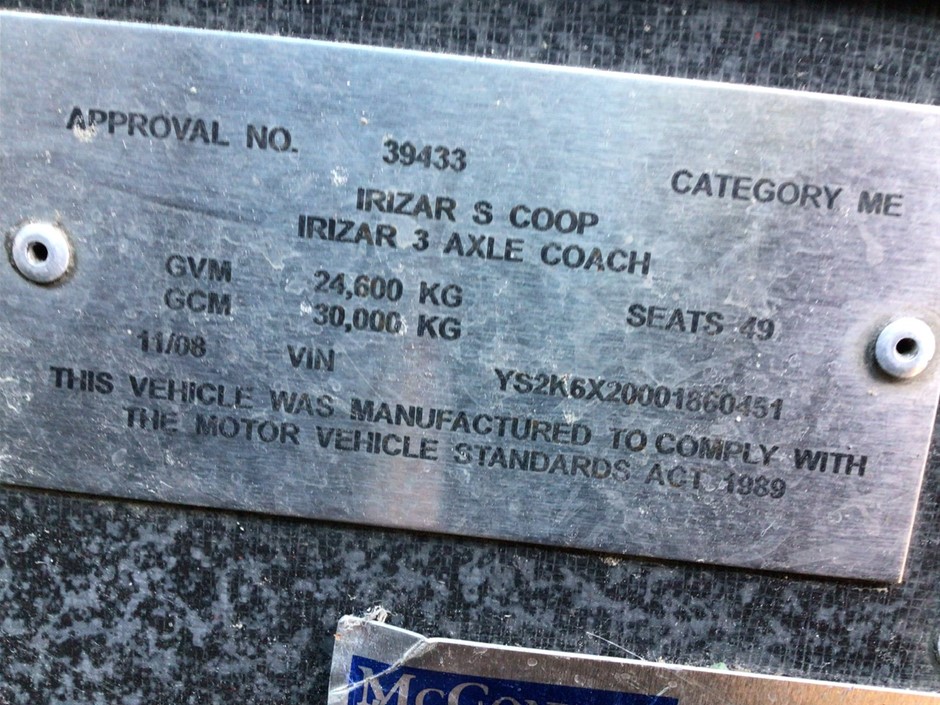 APPROVAL NO. 39433 CATEGORY ME
IRIZAR S COOP
IRIZAR 3 AXLE COACH
GVM 24,600 KG
GCM 30,000 KG SEATS 49
11/08 VIN YS2K6X20001860451
THIS VEHICLE WAS MANUFACTURED TO COMPLY WITH
THE MOTOR VEHICLE STANDARDS ACT 1989